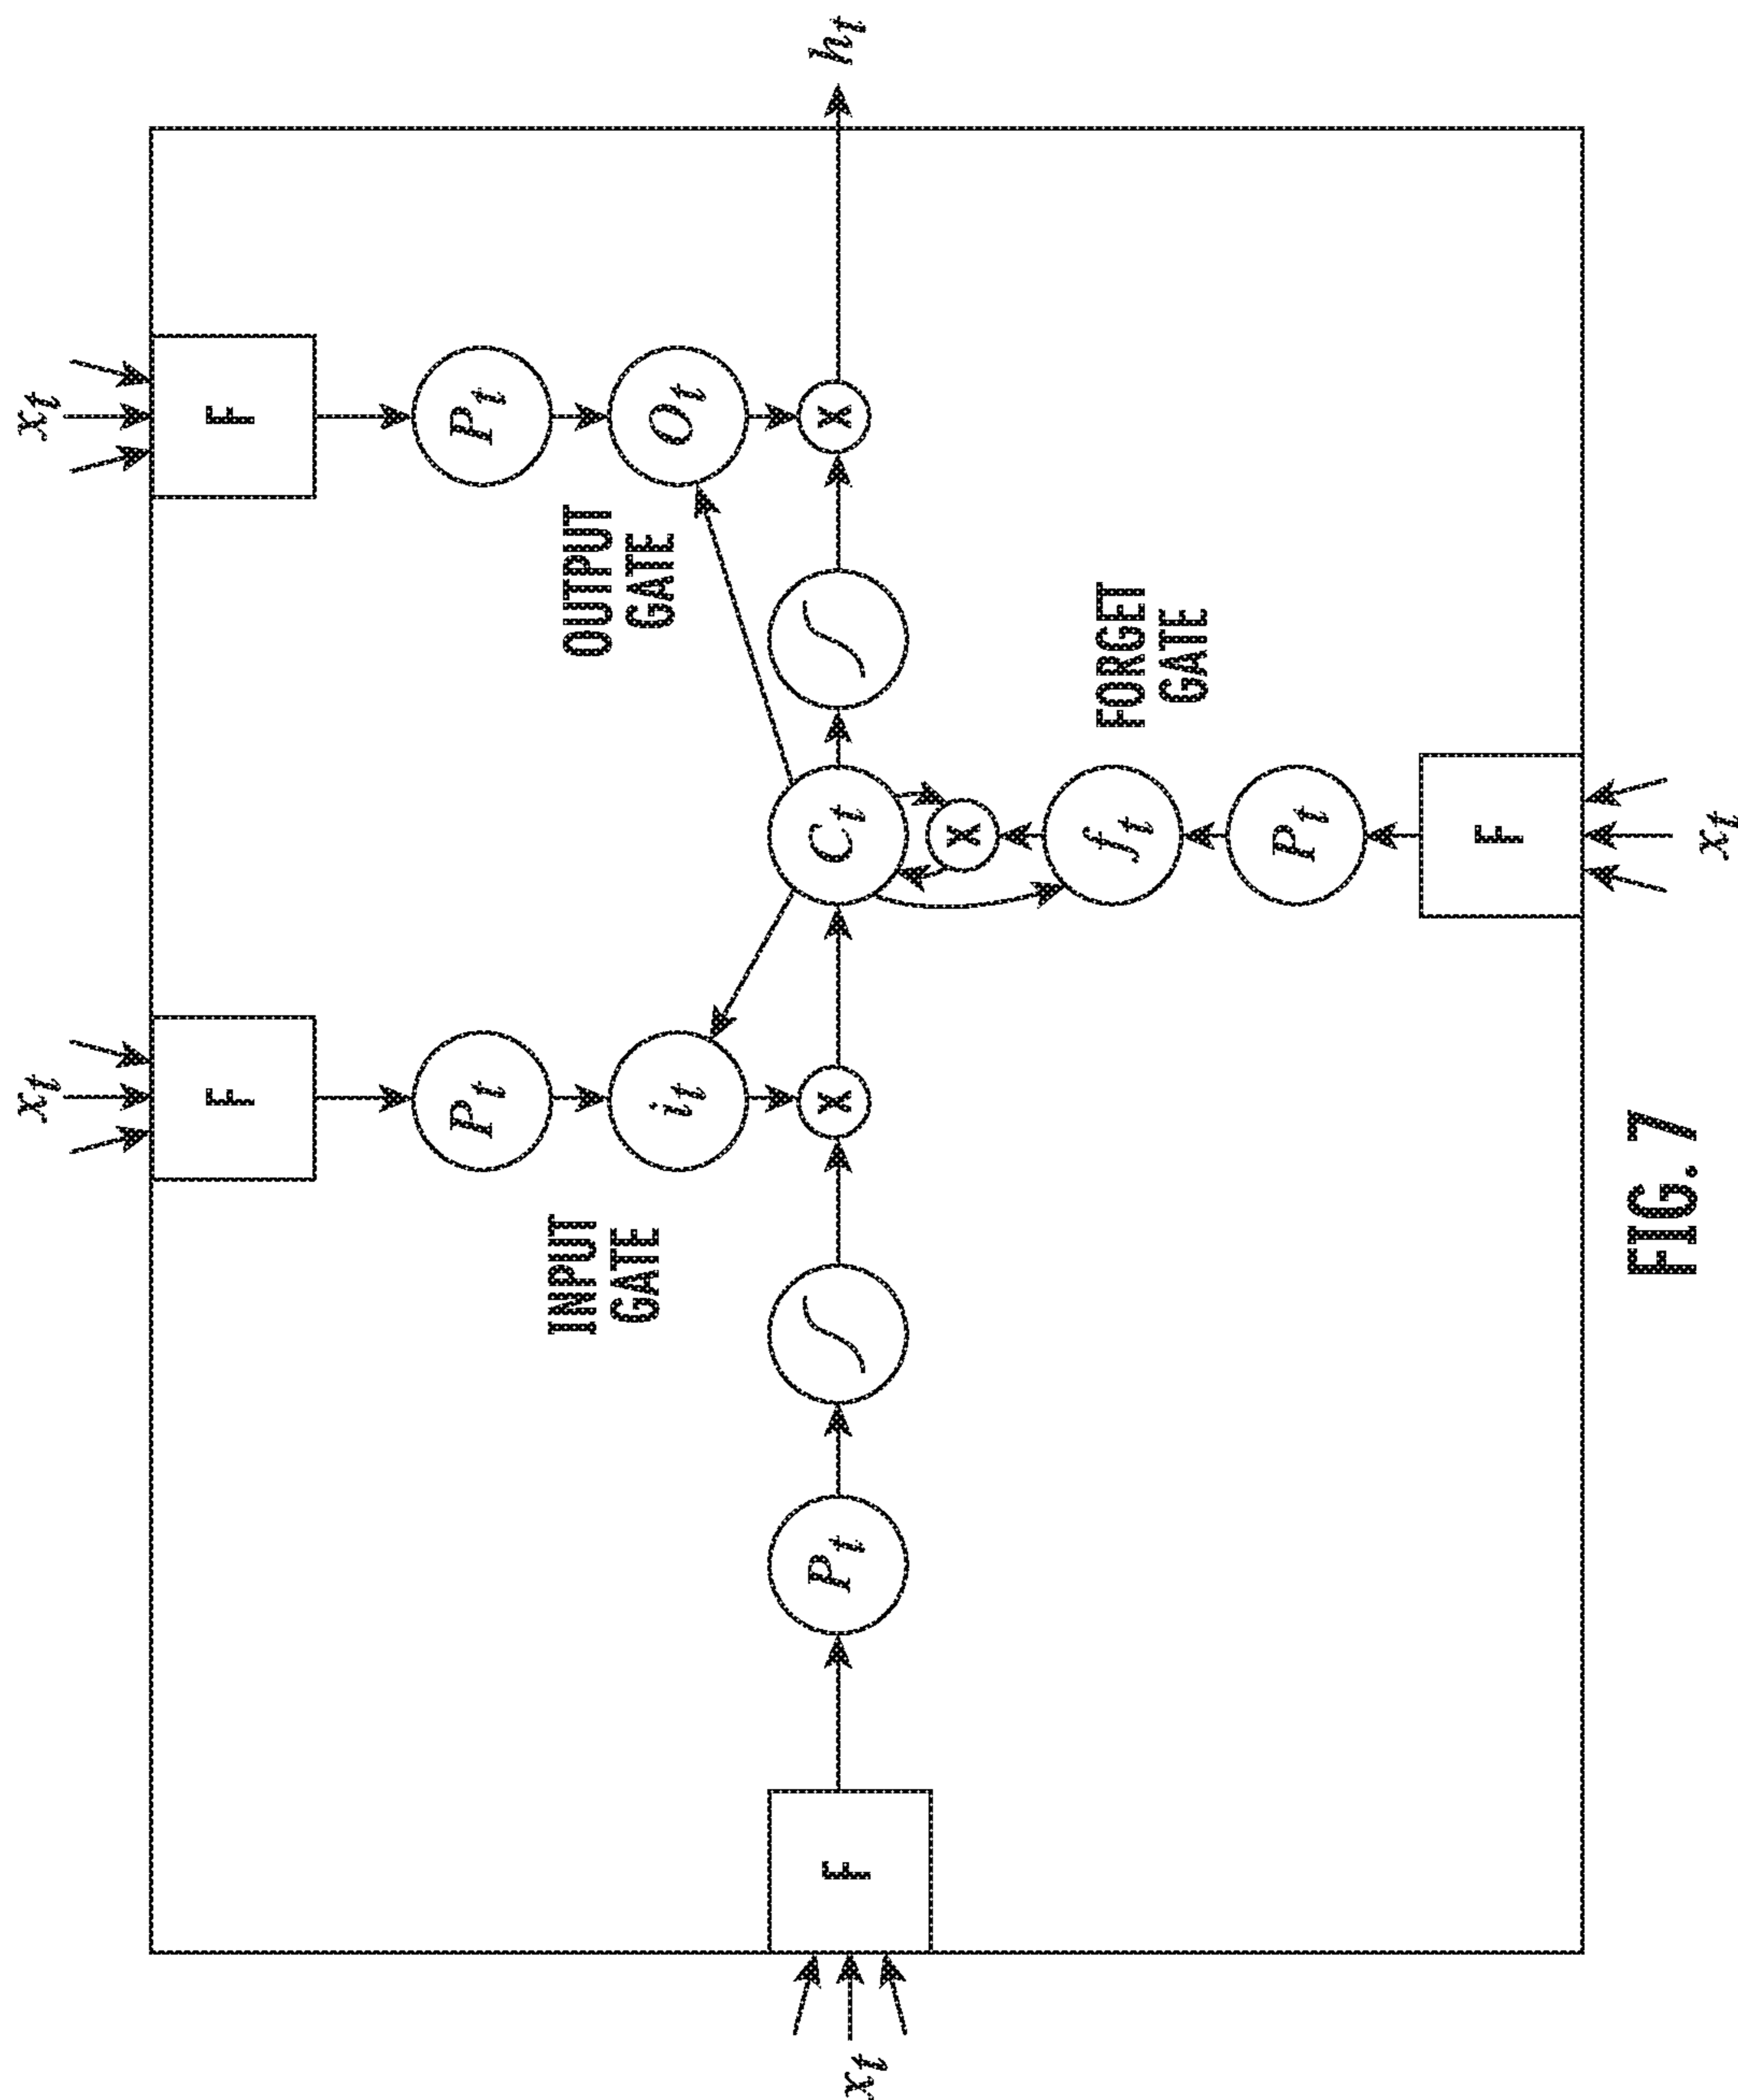 x_t
x_t
F
F
P_t
P_t
INPUT
GATE
i_t
OUTPUT
GATE
O_t
x_t
F
P_t
X
C_t
X
h_t
X
f_t
FORGET
GATE
P_t
F
x_t
FIG. 7